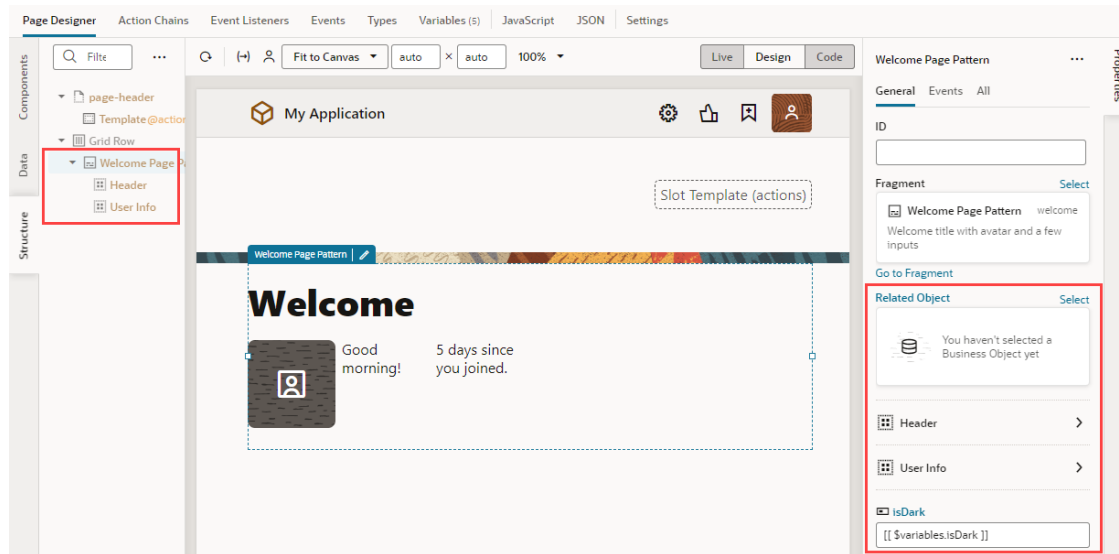 Page Designer Action Chains Event Listeners Events Types Variables (5) JavaScript JSON Settings
Components
Data
Structure
Filte
page-header
Template @action
Grid Row
Welcome Page Pa
Header
User Info
Fit to Canvas auto × auto 100% Live Design Code
My Application
Slot Template (actions)
Welcome Page Pattern
Welcome
Good
morning!
5 days since
you joined.
Properties
Welcome Page Pattern
General Events All
ID
Fragment Select
Welcome Page Pattern welcome
Welcome title with avatar and a few
inputs
Go to Fragment
Related Object Select
You haven't selected a
Business Object yet
Header
User Info
isDark
[[ $variables.isDark ]]